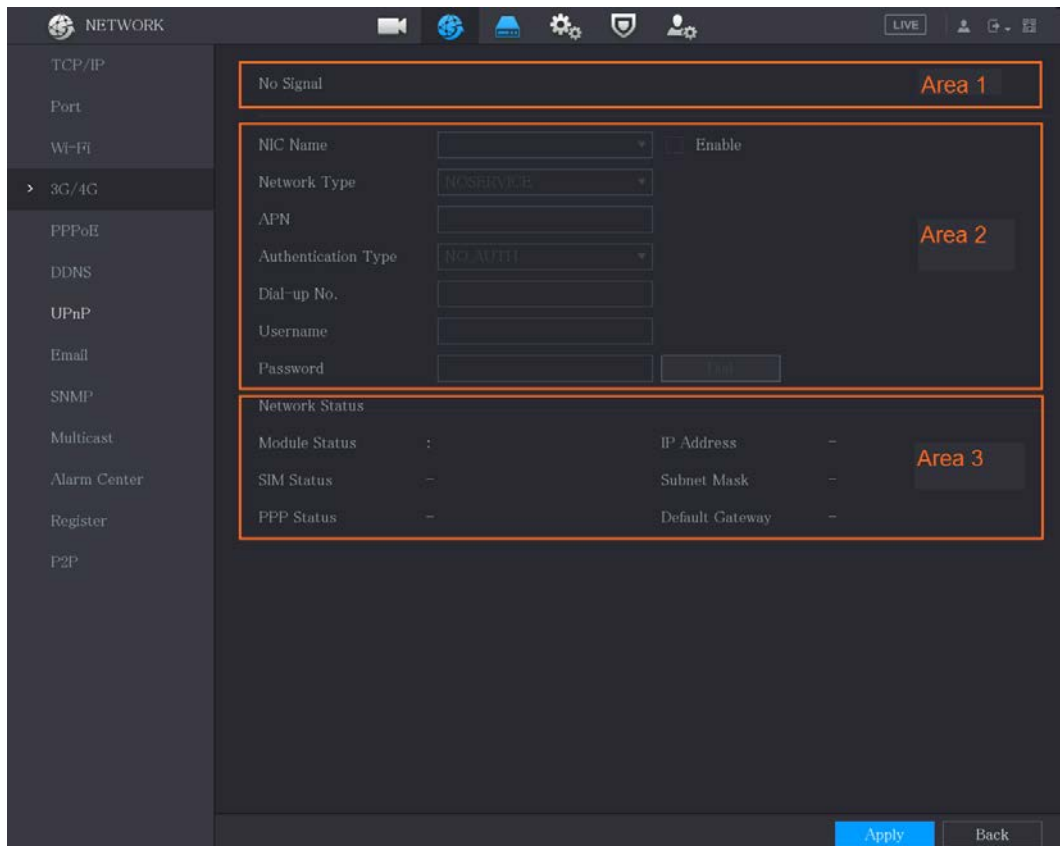 NETWORK
LIVE
TCP/IP
Port
Wi-Fi
3G/4G
PPPoE
DDNS
UPnP
Email
SNMP
Multicast
Alarm Center
Register
P2P
No Signal
Area 1
NIC Name
Enable
Network Type NOSERVICE
APN
Area 2
Authentication Type NO AUTH
Dial-up No.
Username
Password Dial
Network Status
Module Status : IP Address -
Area 3
SIM Status - Subnet Mask -
PPP Status - Default Gateway -
Apply Back